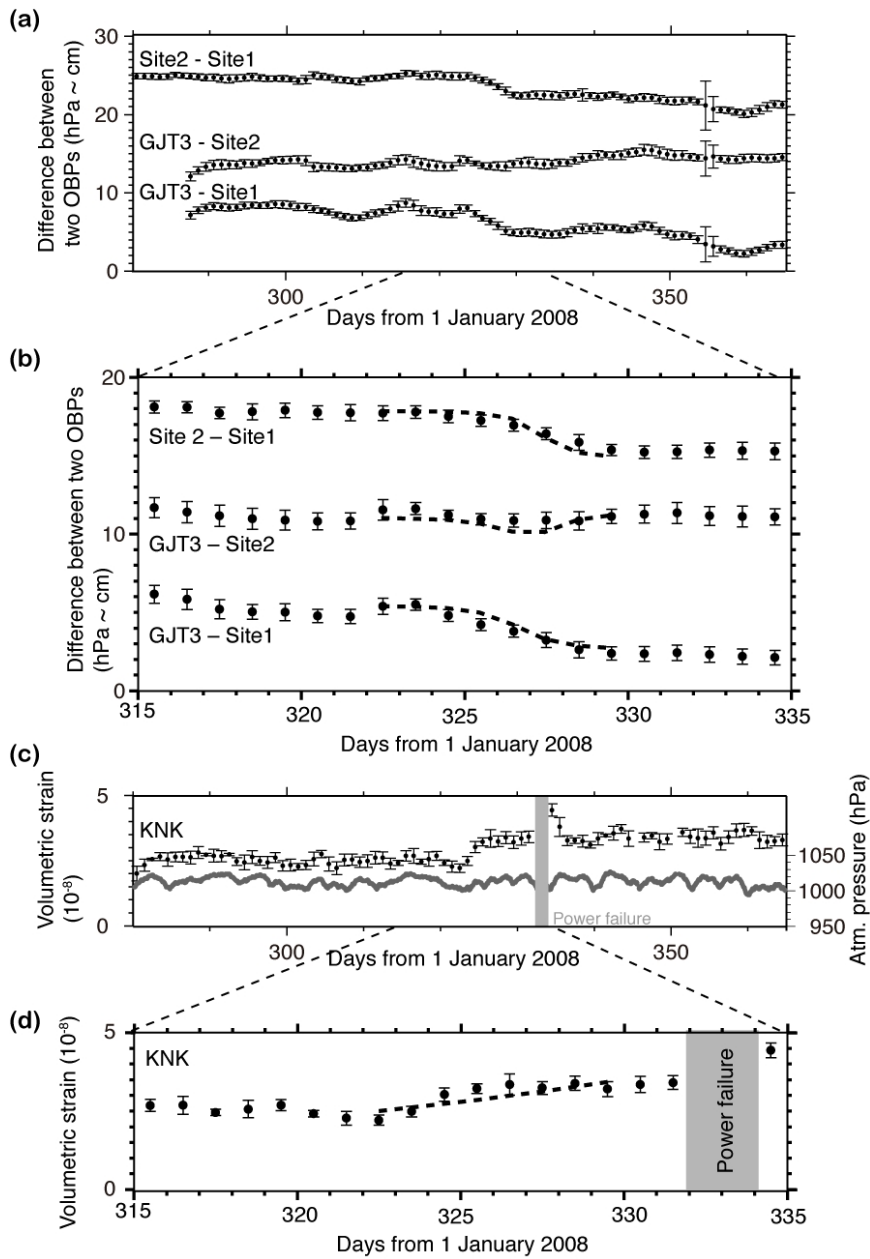 (a)
30
20
10
0
Difference between
two OBPs (hPa ~ cm)
Site2 - Site1
GJT3 - Site2
GJT3 - Site1
300
350
Days from 1 January 2008
(b)
20
10
0
Difference between two OBPs
(hPa ~ cm)
Site 2 – Site1
GJT3 – Site2
GJT3 – Site1
315
320
325
330
335
Days from 1 January 2008
(c)
5
0
Volumetric strain
(10-8)
KNK
Power failure
1050
1000
950
Atm. pressure (hPa)
300
350
Days from 1 January 2008
(d)
5
0
Volumetric strain (10-8)
KNK
Power failure
315
320
325
330
335
Days from 1 January 2008